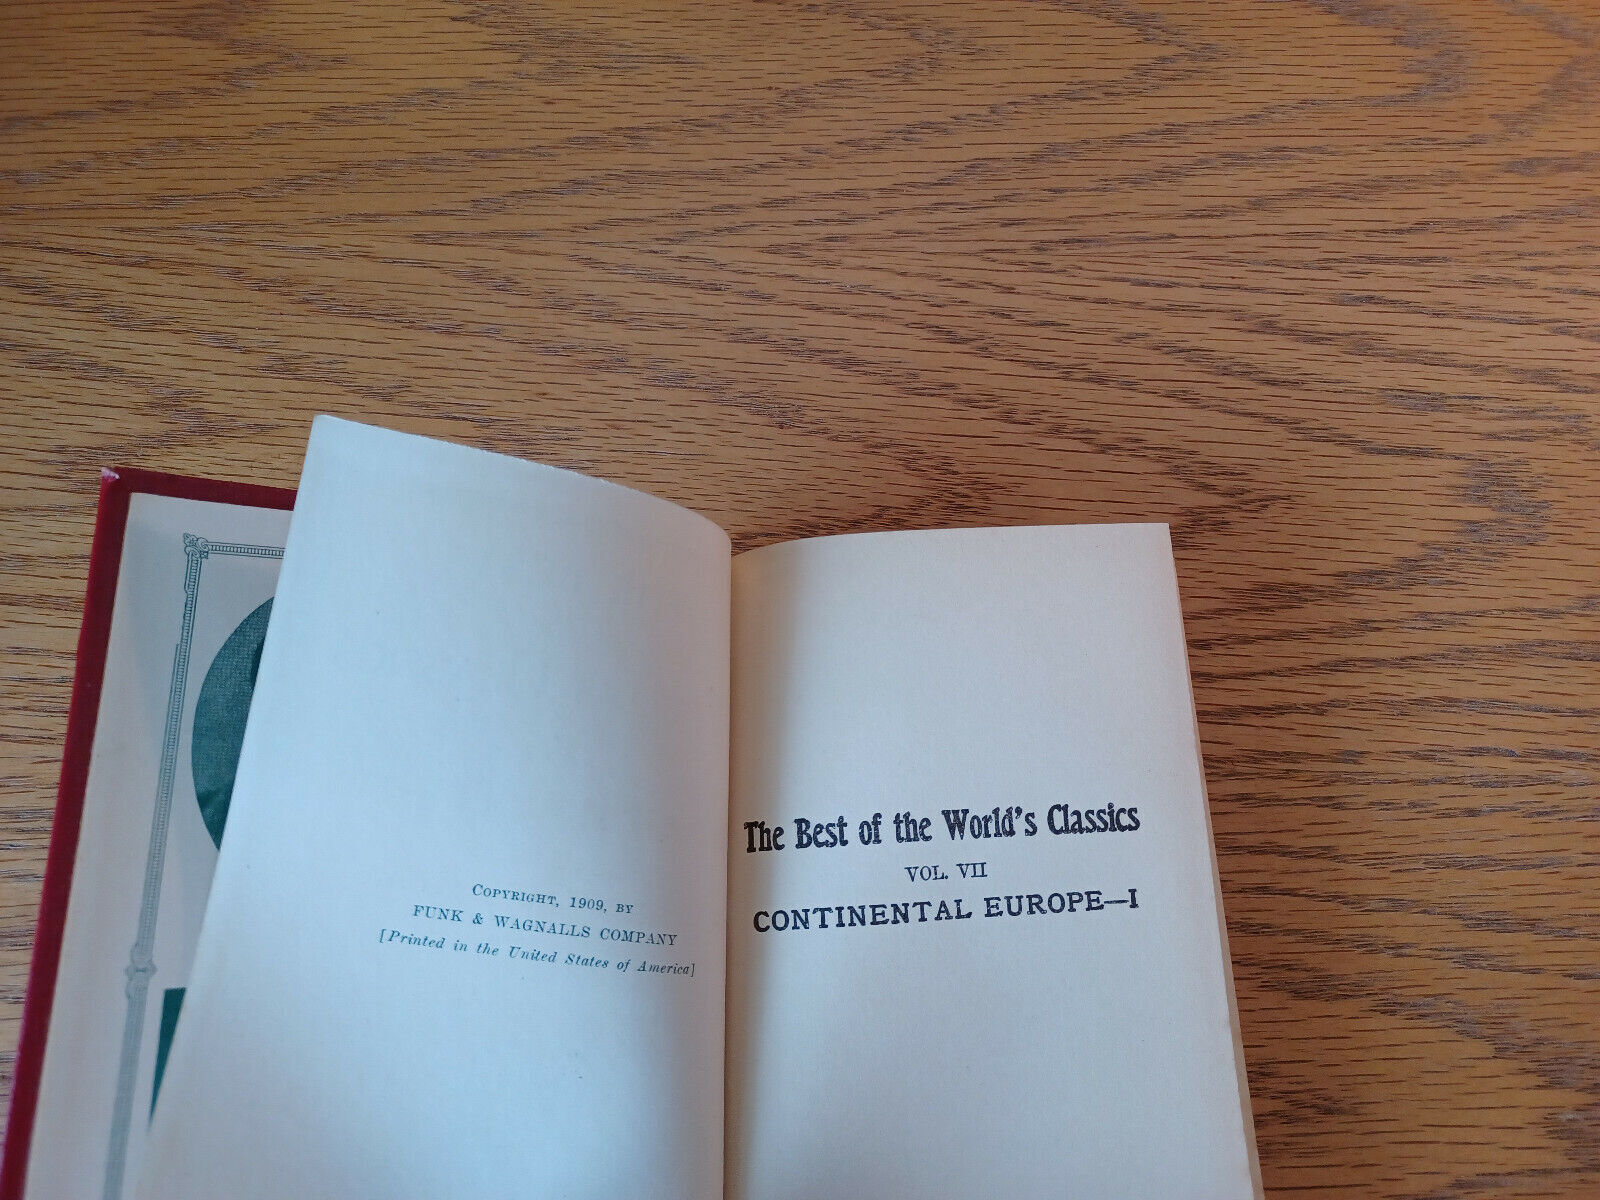 COPYRIGHT, 1909, BY
FUNK & WAGNALLS COMPANY
[Printed in the United States of America]
The Best of the World's Classics
VOL. VII
CONTINENTAL EUROPE—I